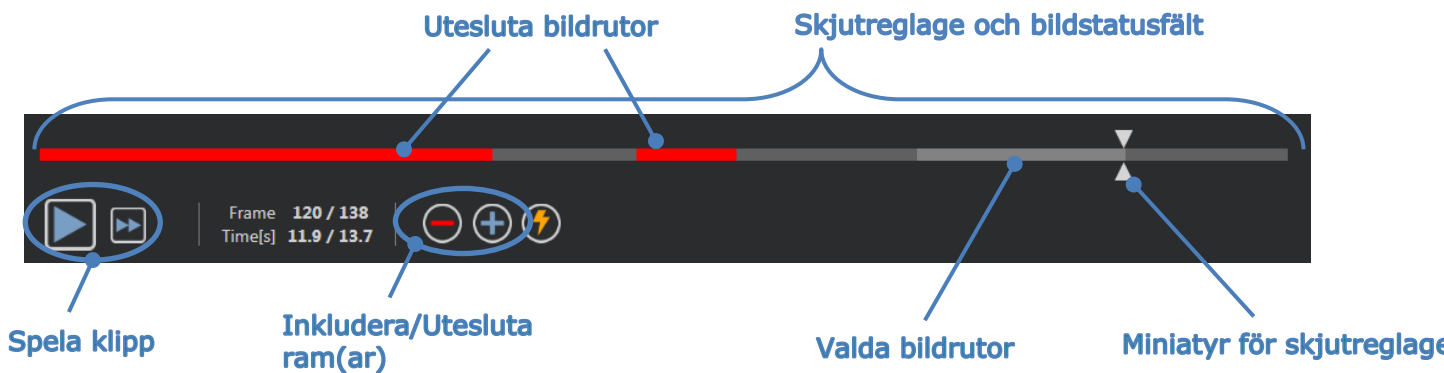 Utesluta bildrutor
Skjutreglage och bildstatusfält
Frame 120 / 138
Time[s] 11.9 / 13.7
Spela klipp
Inkludera/Utesluta
ram(ar)
Valda bildrutor
Miniatyr för skjutreglage